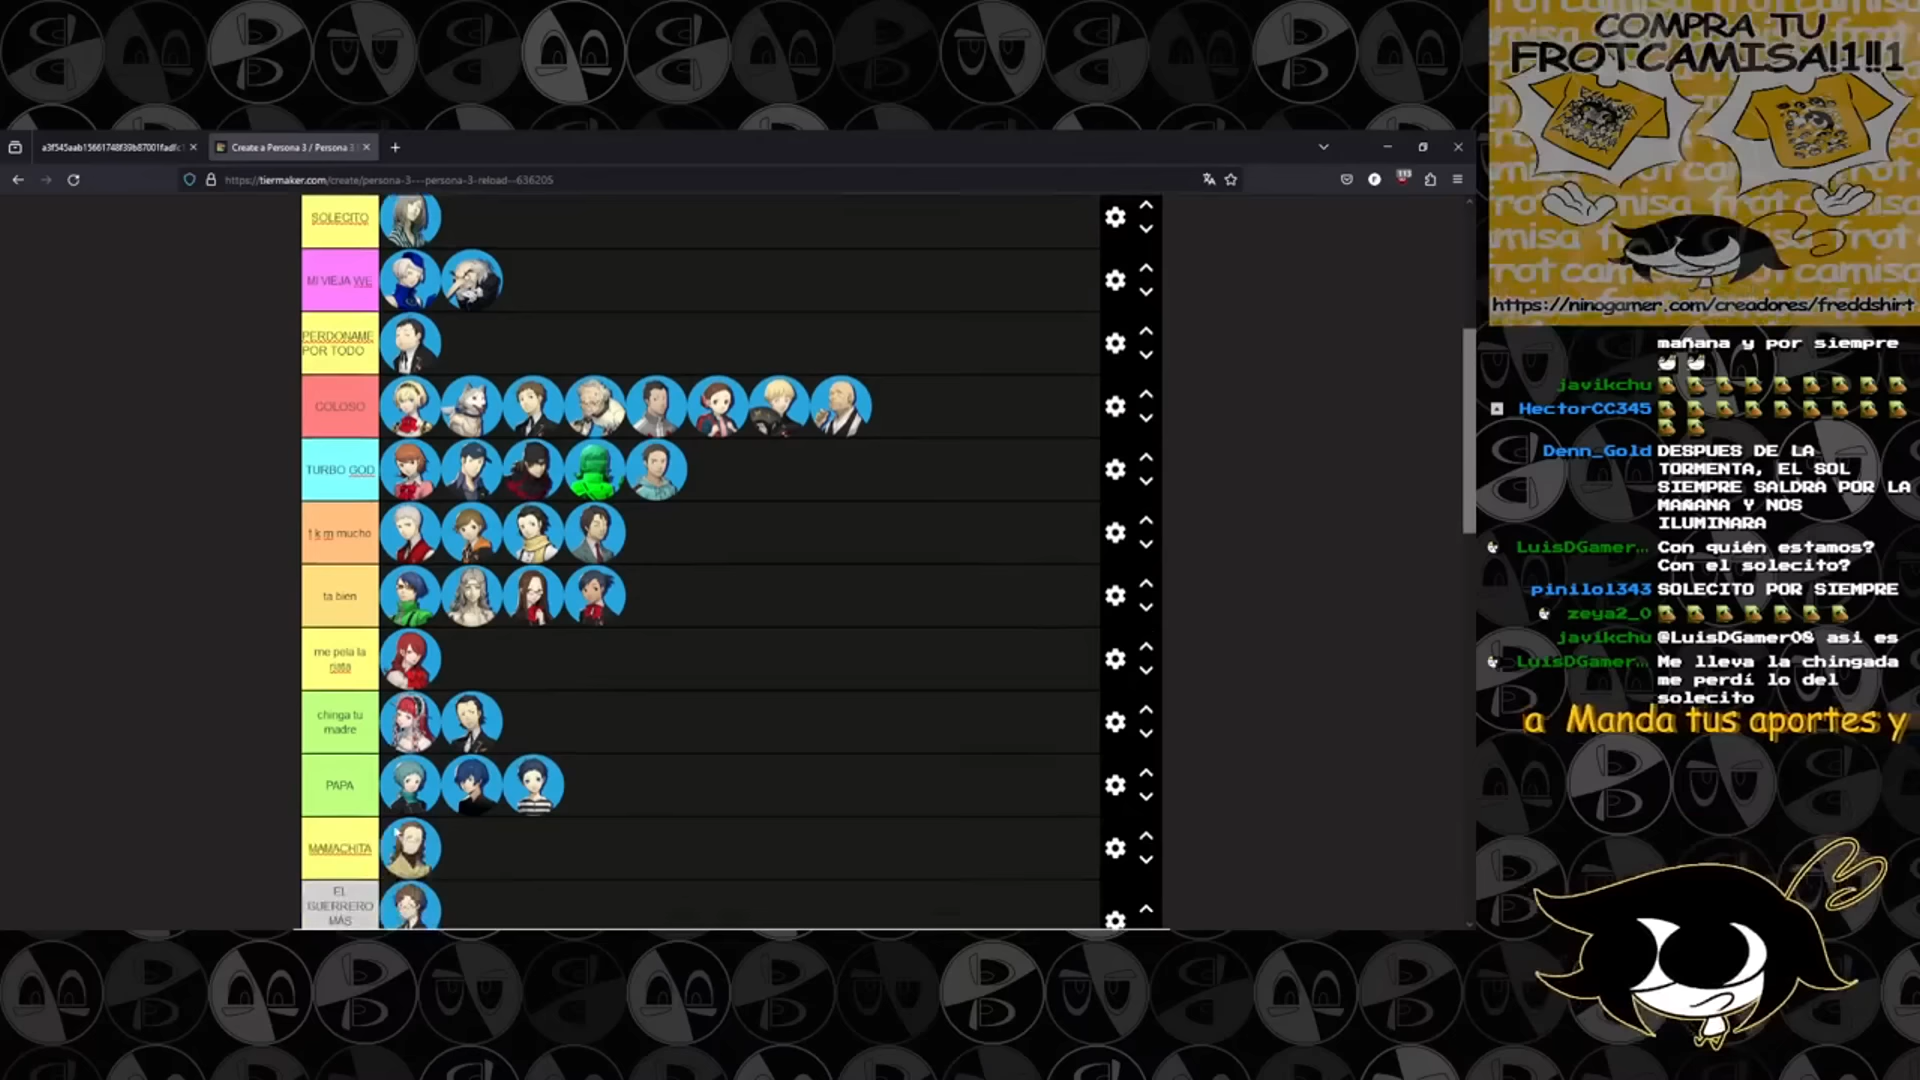 COMPRA TU
FROTCAMISA!1!!1
https://ninogamer.com/creadores/freddshirt
Create a Persona 3 / Persona 3
https://tiermaker.com/create/persona-3---persona-3-reload--636205
SOLECITO
MI VIEJA WE
PERDONAME
POR TODO
COLOSO
TURBO GOD
t k m mucho
ta bien
me pela la
riata
chinga tu
madre
PAPA
MAMACHITA
EL
GUERRERO
MÁS
mañana y por siempre
javikchu
HectorCC345
Denn_Gold DESPUES DE LA
TORMENTA, EL SOL
SIEMPRE SALDRA POR LA
MAÑANA Y NOS
ILUMINARA
LuisDGamer... Con quién estamos?
Con el solecito?
pinilol343 SOLECITO POR SIEMPRE
zeya2_0
javikchu @LuisDGamer08 asi es
LuisDGamer... Me lleva la chingada
me perdí lo del
solecito
a Manda tus aportes y